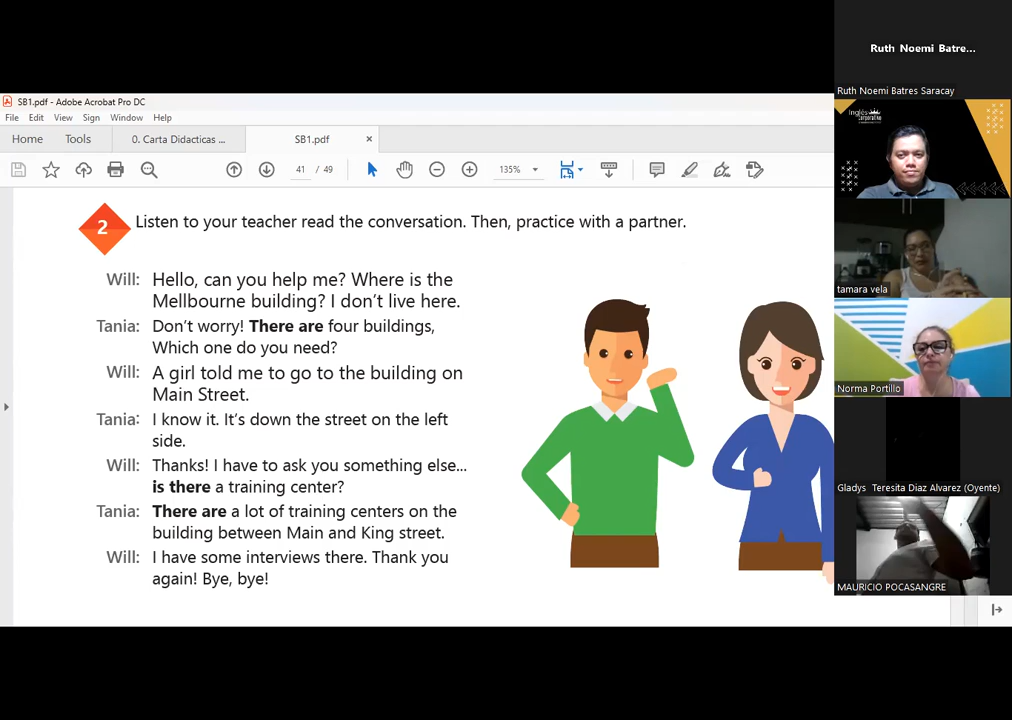 Ruth Noemi Batre...
Ruth Noemi Batres Saracay
SB1.pdf - Adobe Acrobat Pro DC
File Edit View Sign Window Help
Home Tools 0. Carta Didacticas ... SB1.pdf ×
41 / 49 135%
Inglés Corporativo
2 Listen to your teacher read the conversation. Then, practice with a partner.
Will: Hello, can you help me? Where is the
Mellbourne building? I don't live here.
Tania: Don't worry! There are four buildings,
Which one do you need?
Will: A girl told me to go to the building on
Main Street.
Tania: I know it. It's down the street on the left
side.
Will: Thanks! I have to ask you something else...
is there a training center?
Tania: There are a lot of training centers on the
building between Main and King street.
Will: I have some interviews there. Thank you
again! Bye, bye!
tamara vela
Norma Portillo
Gladys Teresita Diaz Alvarez (Oyente)
MAURICIO POCASANGRE